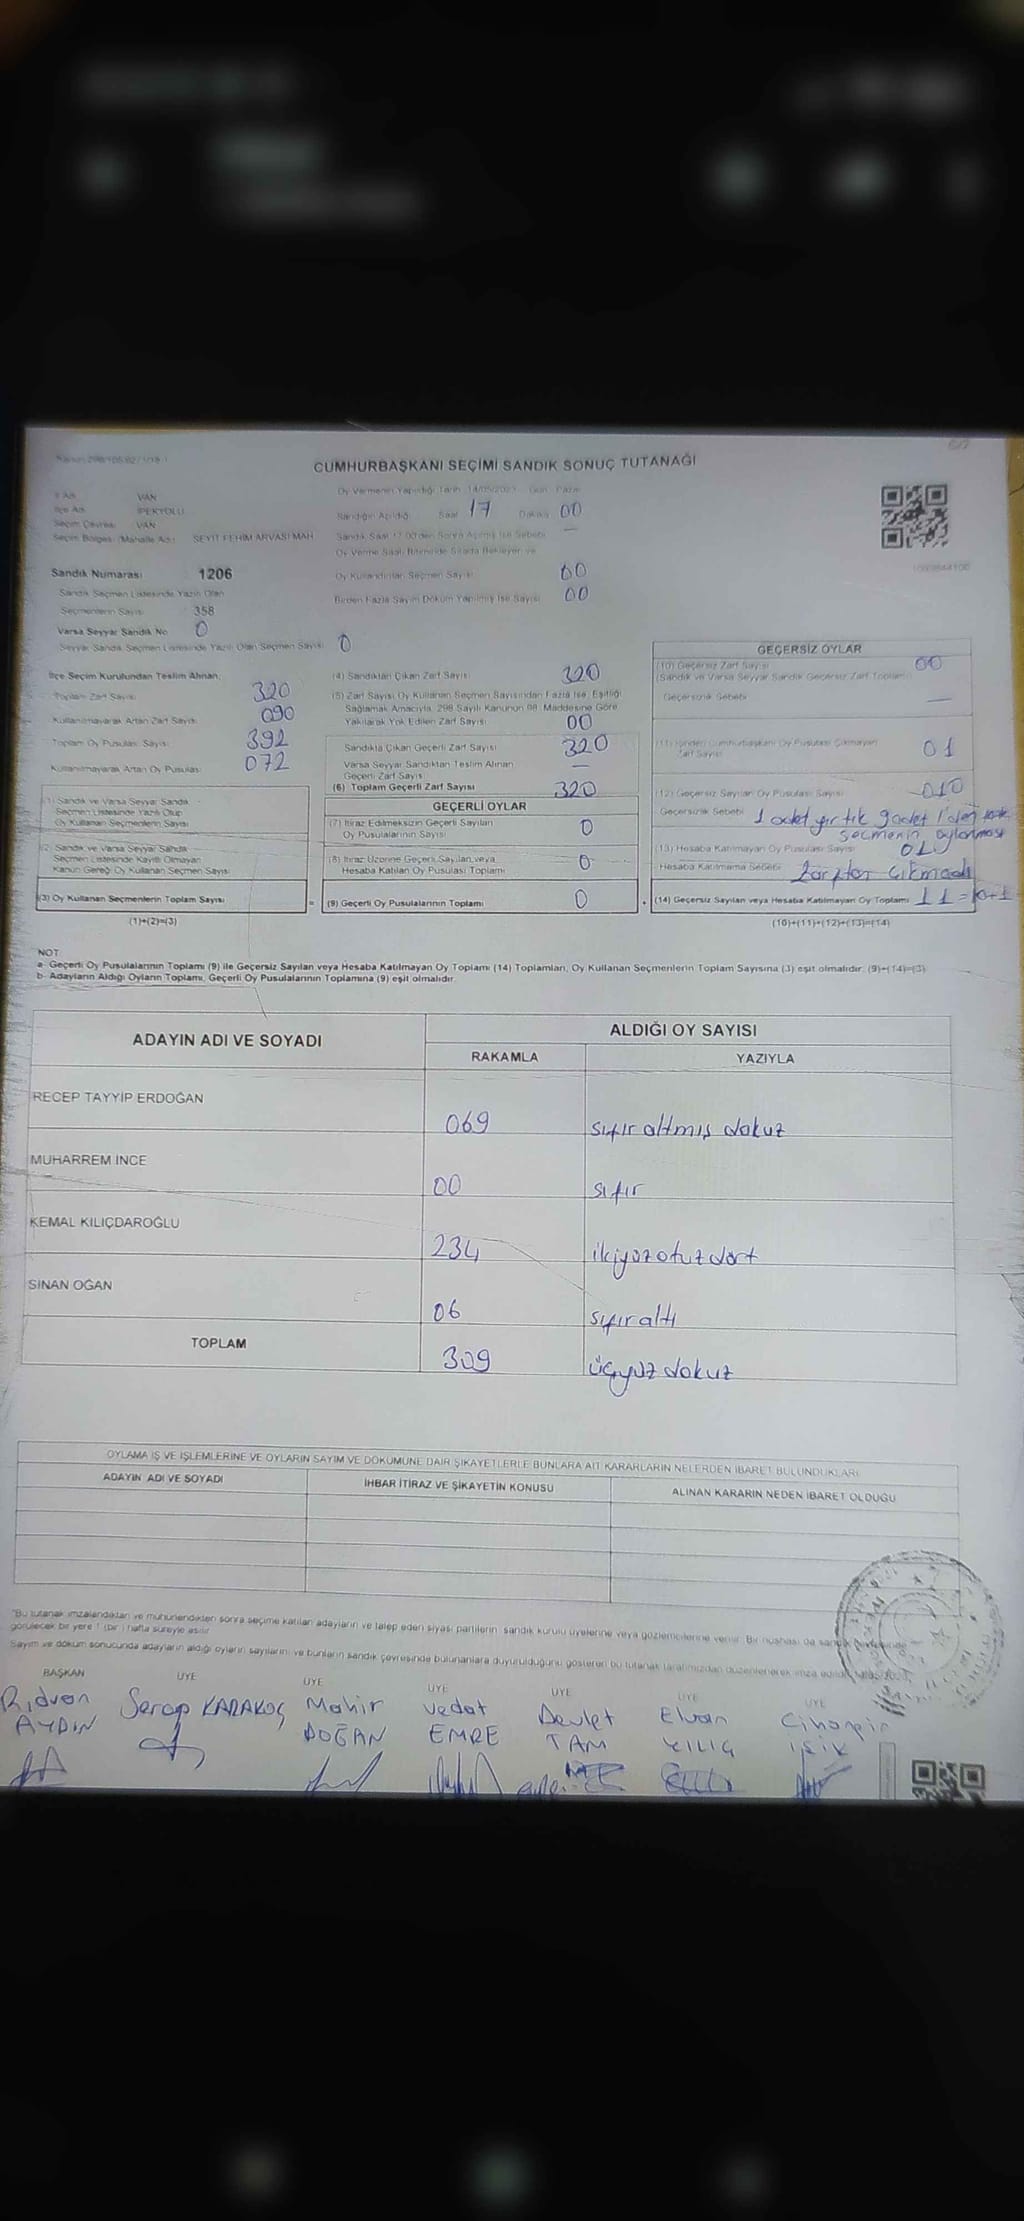 CUMHURBAŞKANI SEÇİMİ SANDIK SONUÇ TUTANAĞI
Oy Vermenin Yapıldığı Tarih 14/05/2023 Gün Pazar
İl Adı VAN
İlçe Adı İPEKYOLU
Seçim Çevresi VAN
Seçim Bölgesi (Mahalle Adı) SEYİT FEHİM ARVASİ MAH
Sandığın Açıldığı Saat 17 Dakika 00
Sandık Saat 17.00'den Sonra Açılmış İse Sebebi —
Oy Verme Saati Bitiminde Sırada Bekleyen ve
Oy Kullandırılan Seçmen Sayısı 00
Birden Fazla Sayım Döküm Yapılmış İse Sayısı 00
Sandık Numarası 1206
Sandık Seçmen Listesinde Yazılı Olan
Seçmenlerin Sayısı 358
Varsa Seyyar Sandık No 0
Seyyar Sandık Seçmen Listesinde Yazılı Olan Seçmen Sayısı 0
İlçe Seçim Kurulundan Teslim Alınan
Toplam Zarf Sayısı 320
Kullanılmayarak Artan Zarf Sayısı 090
Toplam Oy Pusulası Sayısı 392
Kullanılmayarak Artan Oy Pusulası 072
(1) Sandık ve Varsa Seyyar Sandık
Seçmen Listesinde Yazılı Olup
Oy Kullanan Seçmenlerin Sayısı
(2) Sandık ve Varsa Seyyar Sandık
Seçmen Listesinde Kayıtlı Olmayan
Kanun Gereği Oy Kullanan Seçmen Sayısı
(3) Oy Kullanan Seçmenlerin Toplam Sayısı
(1)+(2)=(3)
(4) Sandıktan Çıkan Zarf Sayısı 320
(5) Zarf Sayısı Oy Kullanan Seçmen Sayısından Fazla İse, Eşitliği
Sağlamak Amacıyla, 298 Sayılı Kanunun 98. Maddesine Göre
Yakılarak Yok Edilen Zarf Sayısı 00
Sandıkta Çıkan Geçerli Zarf Sayısı 320
Varsa Seyyar Sandıktan Teslim Alınan
Geçerli Zarf Sayısı —
(6) Toplam Geçerli Zarf Sayısı 320
GEÇERLİ OYLAR
(7) İtiraz Edilmeksizin Geçerli Sayılan
Oy Pusulalarının Sayısı 0
(8) İtiraz Üzerine Geçerli Sayılan veya
Hesaba Katılan Oy Pusulası Toplamı 0
= (9) Geçerli Oy Pusulalarının Toplamı 0
GEÇERSİZ OYLAR
(10) Geçersiz Zarf Sayısı 00
(Sandık ve Varsa Seyyar Sandık Geçersiz Zarf Toplamı)
Geçersizlik Sebebi —
(11) İçinden Cumhurbaşkanı Oy Pusulası Çıkmayan
Zarf Sayısı 01
(12) Geçersiz Sayılan Oy Pusulası Sayısı 010
Geçersizlik Sebebi 1 adet yırtık 9 adet 1'den
seçmenin oylanması
(13) Hesaba Katılmayan Oy Pusulası Sayısı 01
Hesaba Katılmama Sebebi Zarftan çıkmadı
+ (14) Geçersiz Sayılan veya Hesaba Katılmayan Oy Toplamı 11=10+1
(10)+(11)+(12)+(13)=(14)
NOT
a- Geçerli Oy Pusulalarının Toplamı (9) ile Geçersiz Sayılan veya Hesaba Katılmayan Oy Toplamı (14) Toplamları, Oy Kullanan Seçmenlerin Toplam Sayısına (3) eşit olmalıdır. (9)+(14)=(3)
b- Adayların Aldığı Oyların Toplamı, Geçerli Oy Pusulalarının Toplamına (9) eşit olmalıdır.
ADAYIN ADI VE SOYADI
ALDIĞI OY SAYISI
RAKAMLA YAZIYLA
RECEP TAYYİP ERDOĞAN 069 sıfır altmış dokuz
MUHARREM İNCE 00 sıfır
KEMAL KILIÇDAROĞLU 234 ikiyüzotuzdört
SİNAN OĞAN 06 sıfır altı
TOPLAM 309 üçyüz dokuz
OYLAMA İŞ VE İŞLEMLERİNE VE OYLARIN SAYIM VE DÖKÜMÜNE DAİR ŞİKAYETLERLE BUNLARA AİT KARARLARIN NELERDEN İBARET BULUNDUKLARI
ADAYIN ADI VE SOYADI İHBAR İTİRAZ VE ŞİKAYETİN KONUSU ALINAN KARARIN NEDEN İBARET OLDUĞU
"Bu tutanak imzalandıktan ve mühürlendikten sonra seçime katılan adayların ve talep eden siyasi partilerin sandık kurulu üyelerine veya gözlemcilerine verilir. Bir nüshası da sandık çevresinde
görülecek bir yere 1 (bir) hafta süreyle asılır
Sayım ve döküm sonucunda adayların aldığı oyların sayılarını ve bunların sandık çevresinde bulunanlara duyurulduğunu gösteren bu tutanak tarafımızdan düzenlenerek imza edildi.
BAŞKAN ÜYE ÜYE ÜYE ÜYE ÜYE ÜYE
Rıdvan AYDIN
Serap KARAKOÇ
Mahir DOĞAN
Vedat EMRE
Devlet TAM
Elvan KILIÇ
Cihangir IŞIK